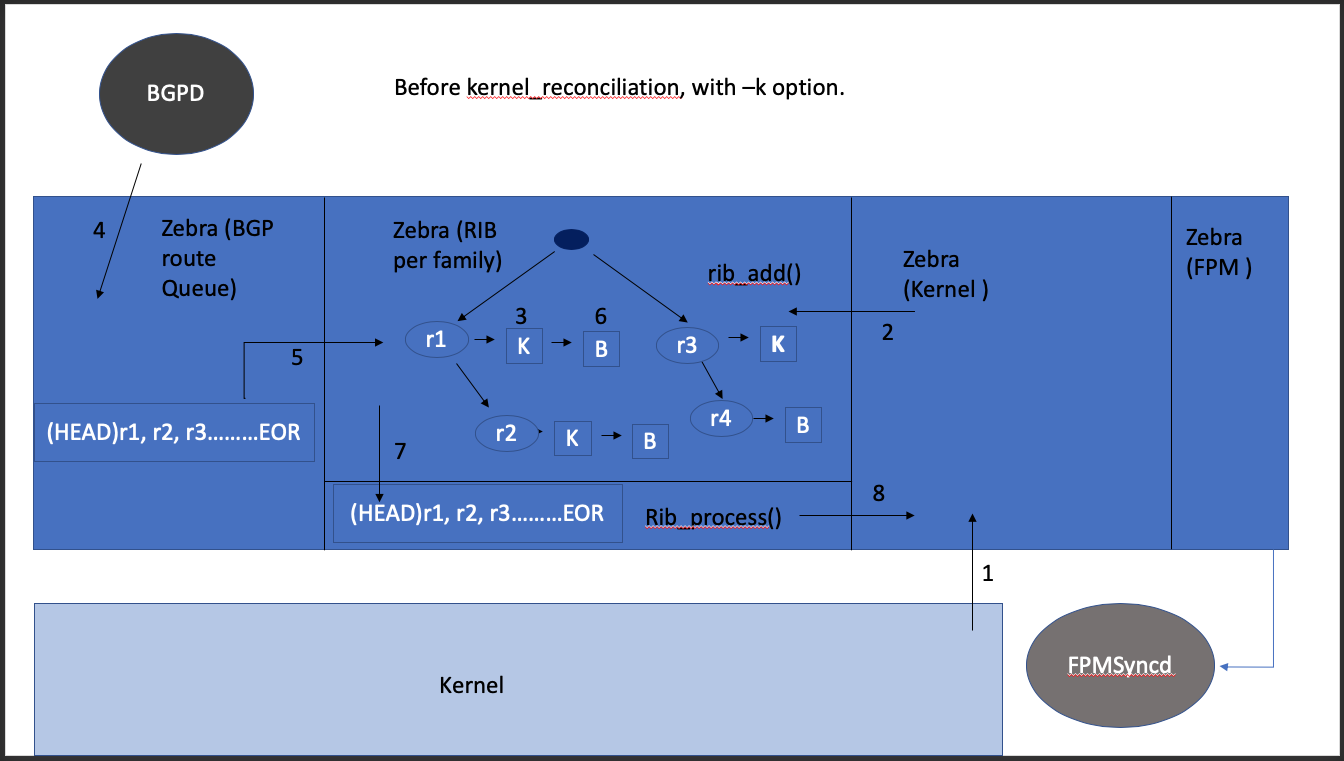 BGPD
Before kernel_reconciliation, with –k option.
4
Zebra (BGP
route
Queue)
Zebra (RIB
per family)
rib_add()
Zebra
(Kernel )
Zebra
(FPM )
3
6
2
r1
K
B
r3
K
5
(HEAD)r1, r2, r3.........EOR
r2
K
B
r4
B
7
(HEAD)r1, r2, r3.........EOR
Rib_process()
8
1
Kernel
FPMSyncd